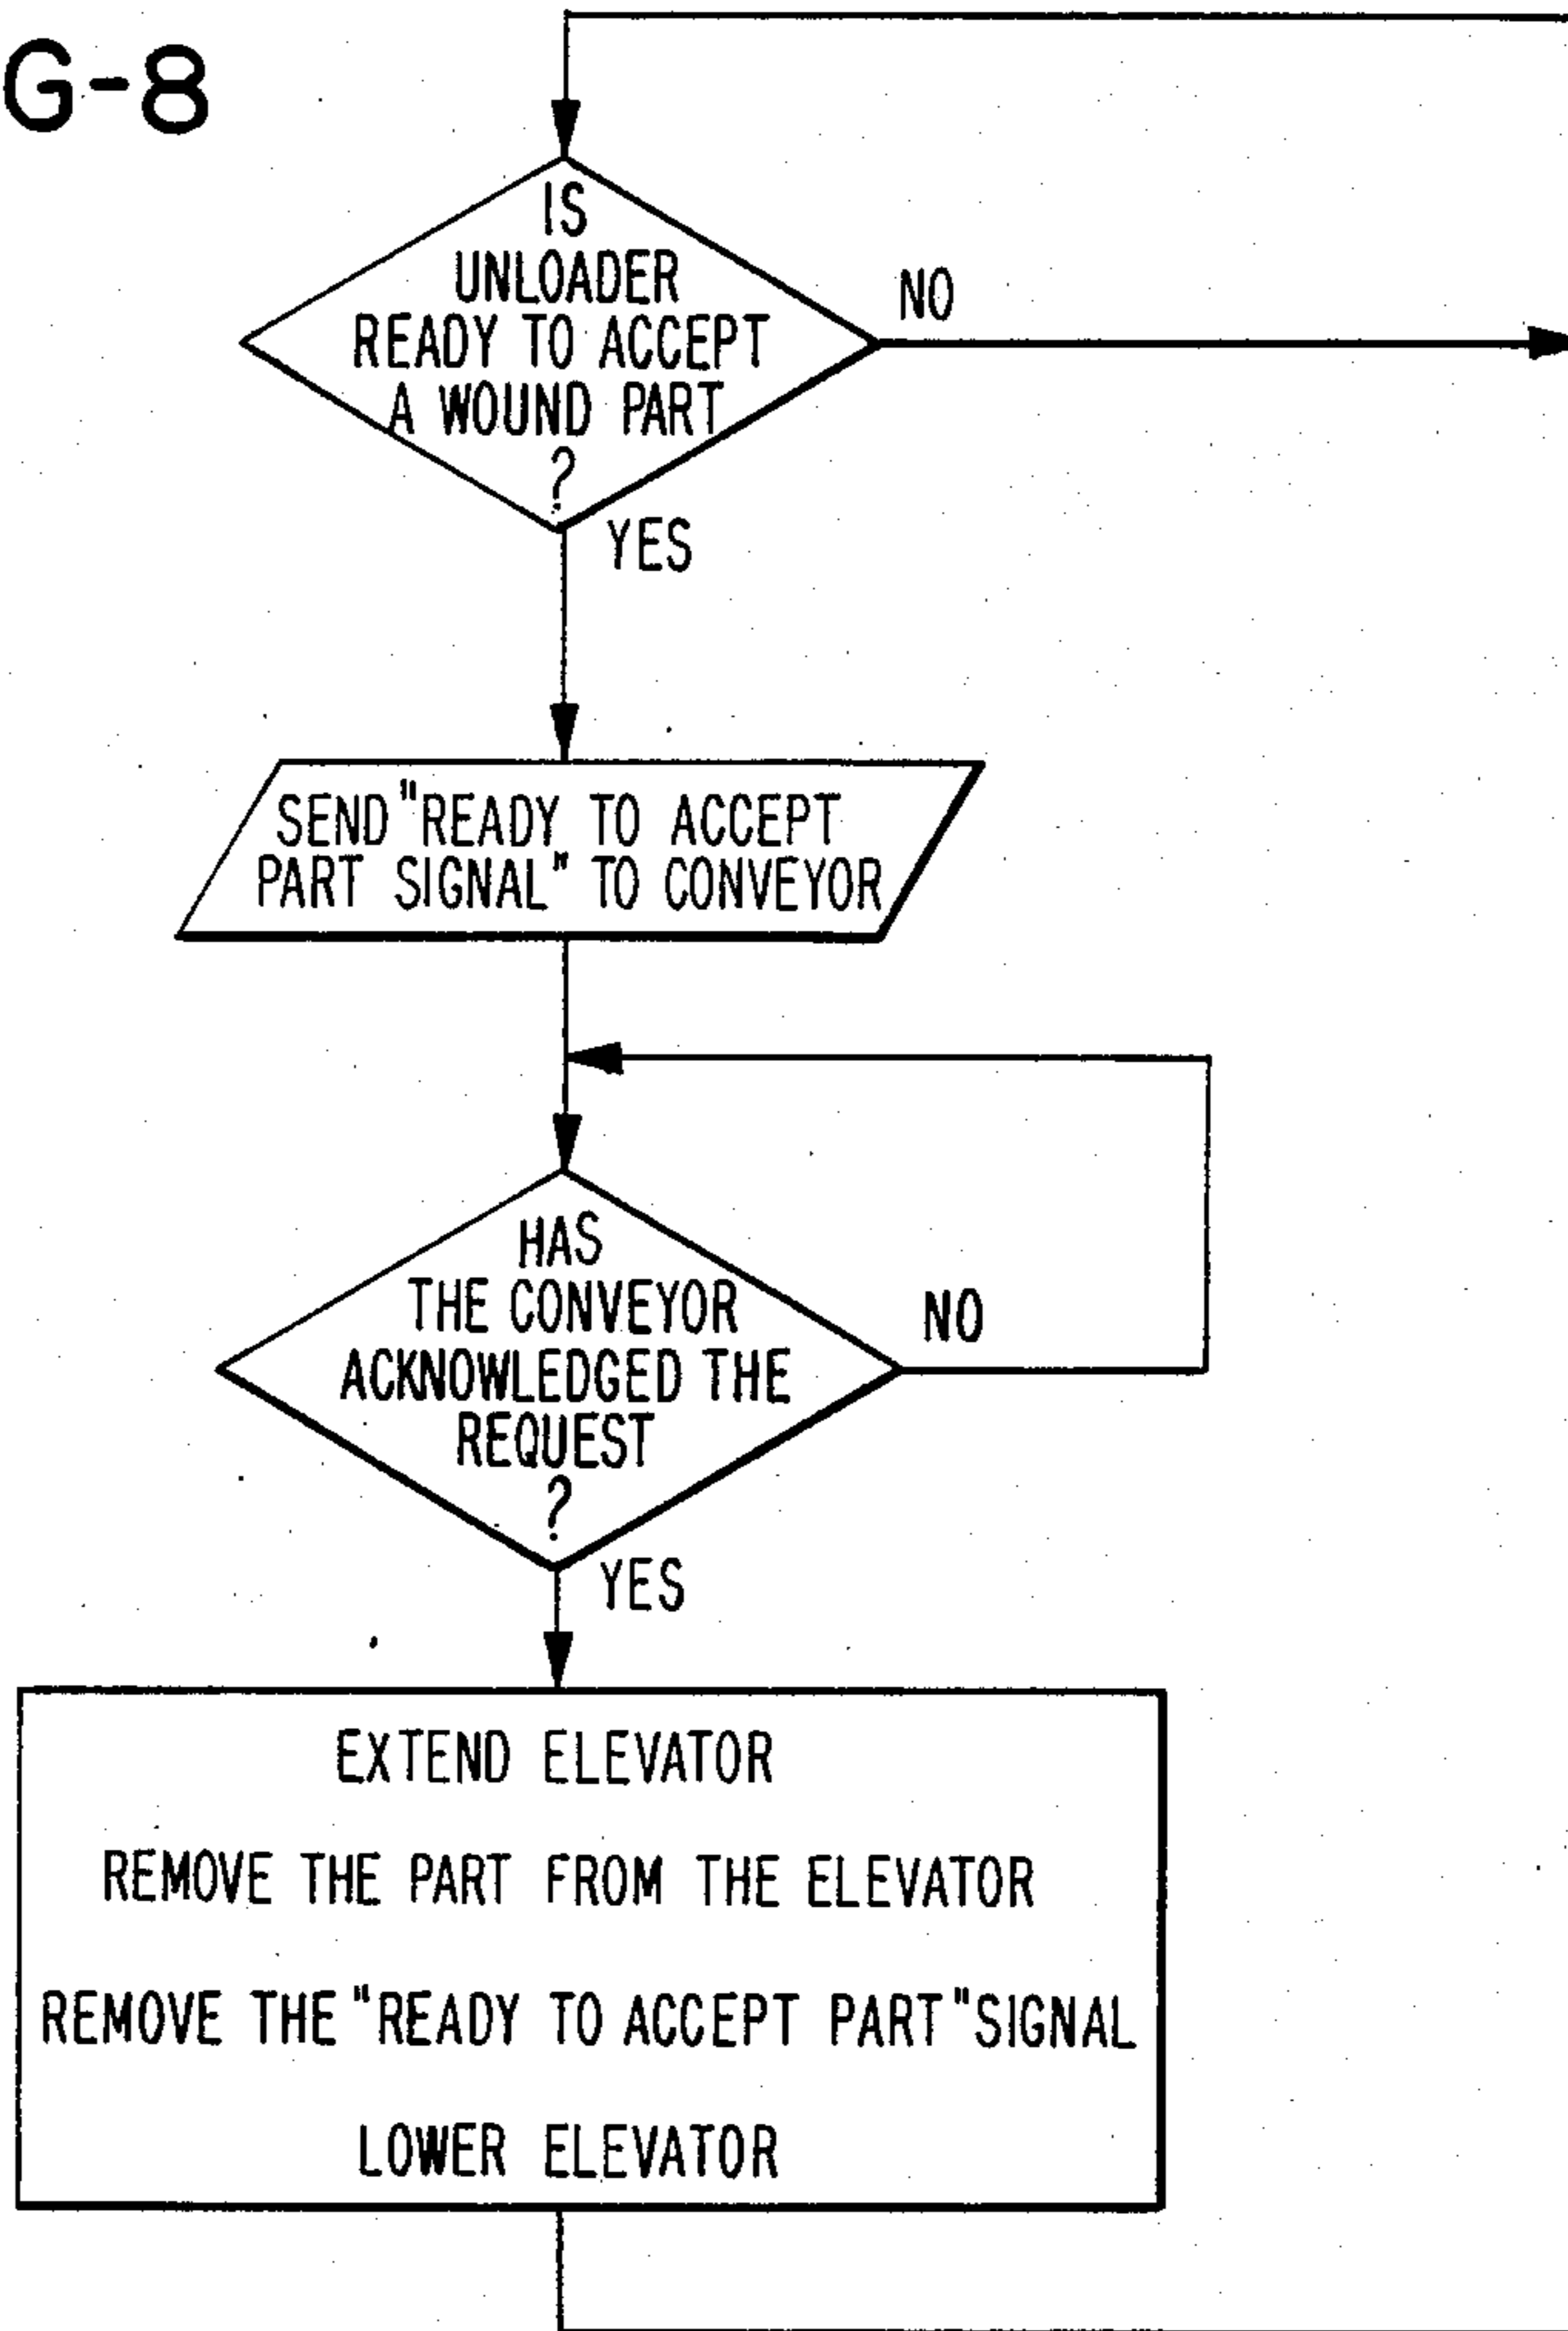 G-8
IS
UNLOADER
READY TO ACCEPT
A WOUND PART
?
NO
YES
SEND "READY TO ACCEPT
PART SIGNAL" TO CONVEYOR
HAS
THE CONVEYOR
ACKNOWLEDGED THE
REQUEST
?
NO
YES
EXTEND ELEVATOR
REMOVE THE PART FROM THE ELEVATOR
REMOVE THE "READY TO ACCEPT PART" SIGNAL
LOWER ELEVATOR